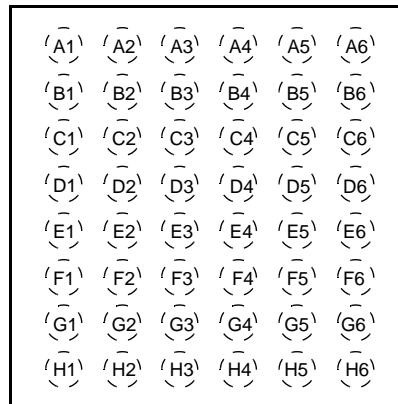 A1 A2 A3 A4 A5 A6
B1 B2 B3 B4 B5 B6
C1 C2 C3 C4 C5 C6
D1 D2 D3 D4 D5 D6
E1 E2 E3 E4 E5 E6
F1 F2 F3 F4 F5 F6
G1 G2 G3 G4 G5 G6
H1 H2 H3 H4 H5 H6